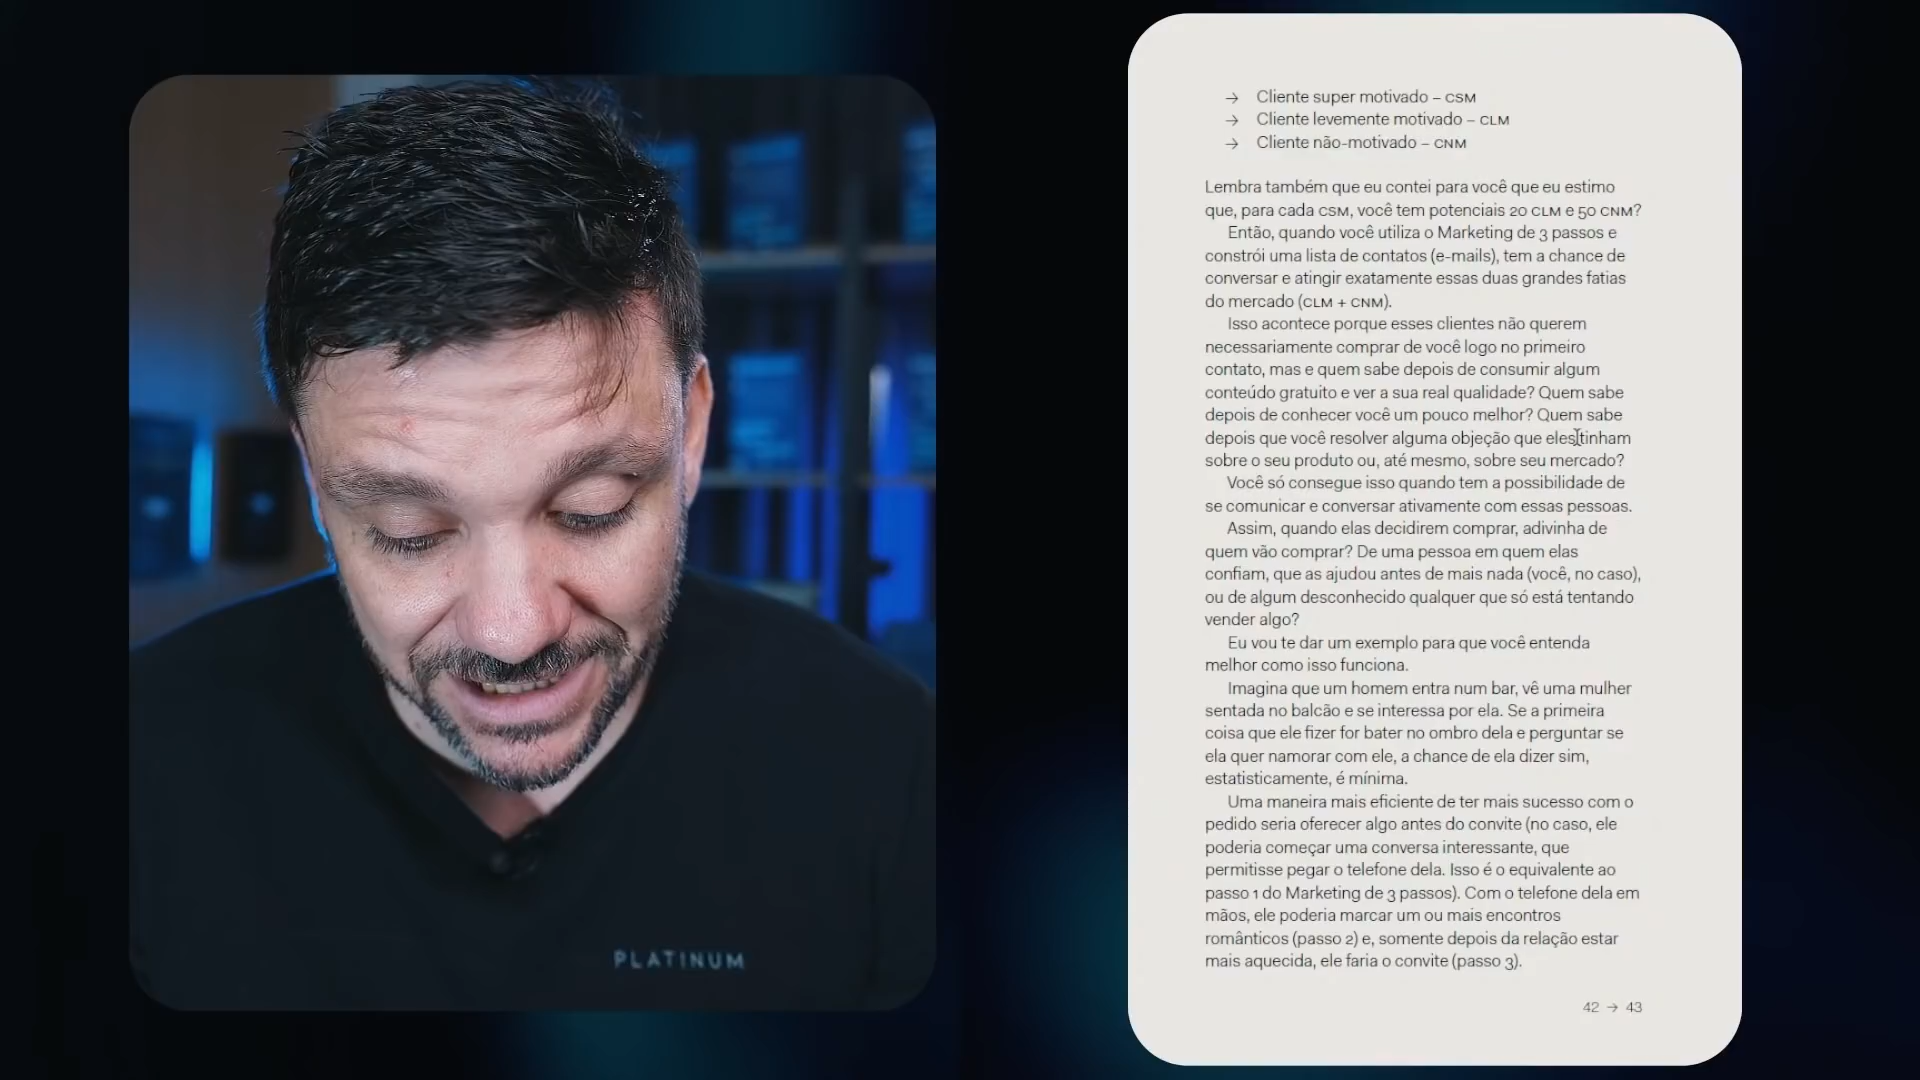 → Cliente super motivado – CSM
→ Cliente levemente motivado – CLM
→ Cliente não-motivado – CNM
Lembra também que eu contei para você que eu estimo
que, para cada CSM, você tem potenciais 20 CLM e 50 CNM?
Então, quando você utiliza o Marketing de 3 passos e
constrói uma lista de contatos (e-mails), tem a chance de
conversar e atingir exatamente essas duas grandes fatias
do mercado (CLM + CNM).
Isso acontece porque esses clientes não querem
necessariamente comprar de você logo no primeiro
contato, mas e quem sabe depois de consumir algum
conteúdo gratuito e ver a sua real qualidade? Quem sabe
depois de conhecer você um pouco melhor? Quem sabe
depois que você resolver alguma objeção que eles tinham
sobre o seu produto ou, até mesmo, sobre seu mercado?
Você só consegue isso quando tem a possibilidade de
se comunicar e conversar ativamente com essas pessoas.
Assim, quando elas decidirem comprar, adivinha de
quem vão comprar? De uma pessoa em quem elas
confiam, que as ajudou antes de mais nada (você, no caso),
ou de algum desconhecido qualquer que só está tentando
vender algo?
Eu vou te dar um exemplo para que você entenda
melhor como isso funciona.
Imagina que um homem entra num bar, vê uma mulher
sentada no balcão e se interessa por ela. Se a primeira
coisa que ele fizer for bater no ombro dela e perguntar se
ela quer namorar com ele, a chance de ela dizer sim,
estatisticamente, é mínima.
Uma maneira mais eficiente de ter mais sucesso com o
pedido seria oferecer algo antes do convite (no caso, ele
poderia começar uma conversa interessante, que
permitisse pegar o telefone dela. Isso é o equivalente ao
passo 1 do Marketing de 3 passos). Com o telefone dela em
mãos, ele poderia marcar um ou mais encontros
românticos (passo 2) e, somente depois da relação estar
mais aquecida, ele faria o convite (passo 3).
42 → 43
PLATINUM